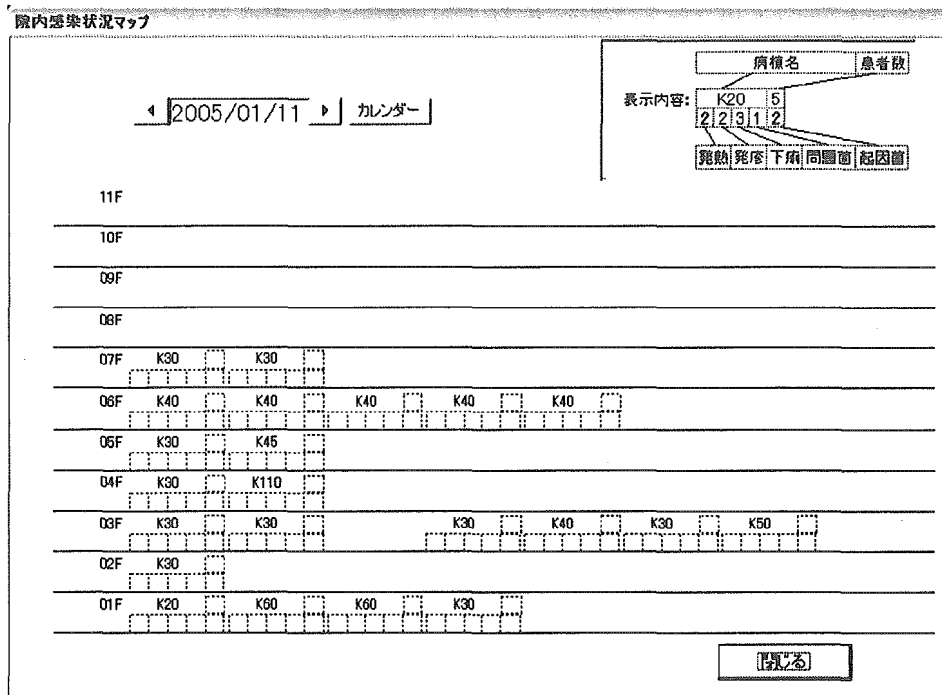 院内感染状況マップ
病棟名 患者数
表示内容: K20 5
2 2 3 1 2
発熱 発疹 下痢 問題菌 起因菌
2005/01/11 カレンダー
11F
10F
09F
08F
07F K30 K30
06F K40 K40 K40 K40 K40
05F K30 K45
04F K30 K110
03F K30 K30 K30 K40 K30 K50
02F K30
01F K20 K60 K60 K30
閉じる